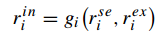 $r_i^{in} = g_i(r_i^{se}, r_i^{ex})$